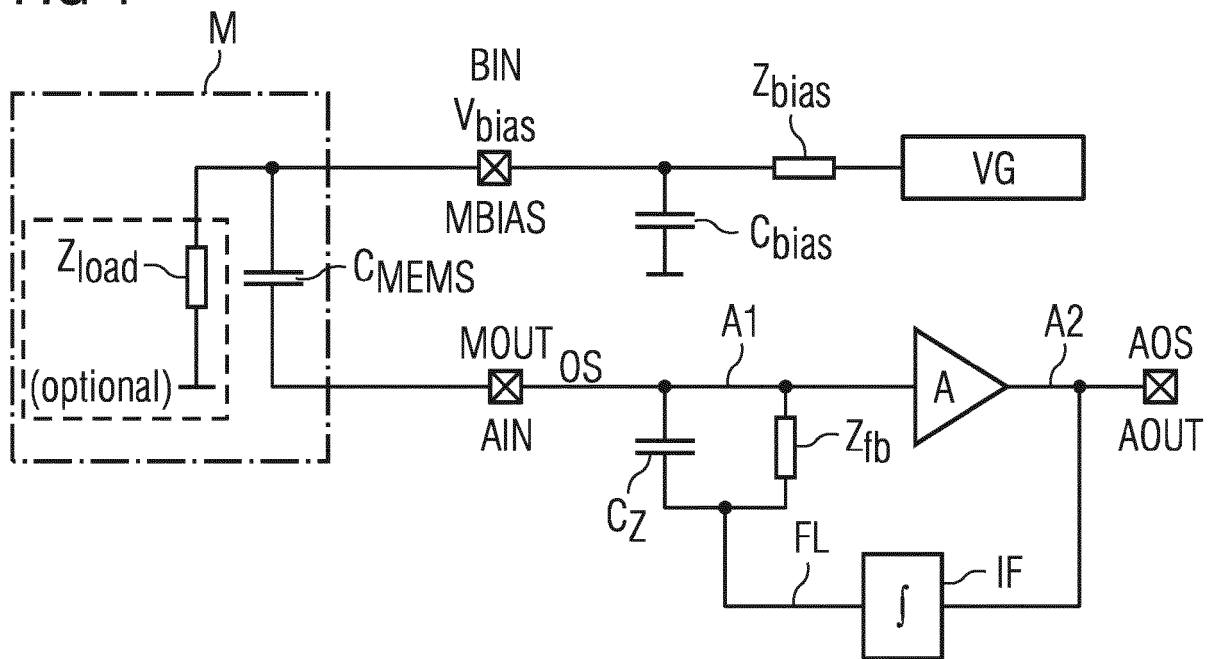 M
BIN
Vbias
MBIAS
Zbias
VG
Cbias
Zload
(optional)
CMEMS
MOUT
OS
AIN
A1
A
A2
AOS
AOUT
CZ
Zfb
FL
∫
IF